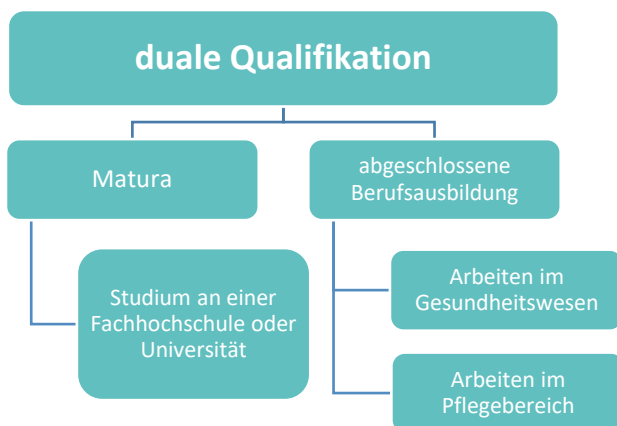 duale Qualifikation
Matura
abgeschlossene
Berufsausbildung
Studium an einer
Fachhochschule oder
Universität
Arbeiten im
Gesundheitswesen
Arbeiten im
Pflegebereich